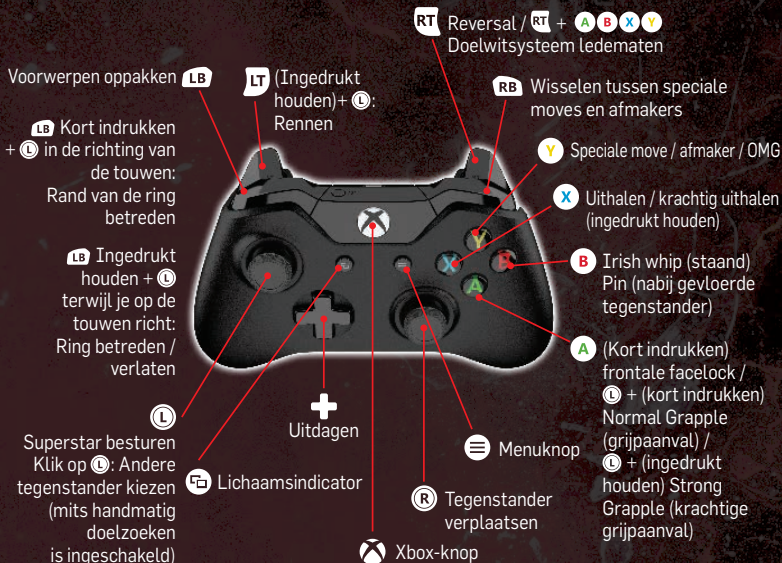 RT Reversal / RT + A B X Y
Doelwitsysteem ledematen
Voorwerpen oppakken LB
LT (Ingedrukt
houden)+ L:
Rennen
RB Wisselen tussen speciale
moves en afmakers
LB Kort indrukken
+ L in de richting van
de touwen:
Rand van de ring
betreden
Y Speciale move / afmaker / OMG
X Uithalen / krachtig uithalen
(ingedrukt houden)
LB Ingedrukt
houden + L
terwijl je op de
touwen richt:
Ring betreden /
verlaten
B Irish whip (staand)
Pin (nabij gevloerde
tegenstander)
A (Kort indrukken)
frontale facelock /
L + (kort indrukken)
Normal Grapple
(grijpaanval) /
L + (ingedrukt
houden) Strong
Grapple (krachtige
grijpaanval)
L
Superstar besturen
Klik op L: Andere
tegenstander kiezen
(mits handmatig
doelzoeken
is ingeschakeld)
Uitdagen
Lichaamsindicator
Menuknop
R Tegenstander
verplaatsen
Xbox-knop
Y
X
B
A